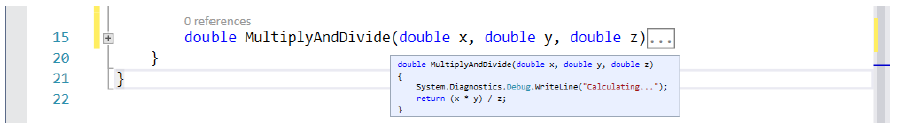 0 references
15 double MultiplyAndDivide(double x, double y, double z)...
20 }
21 }
22
double MultiplyAndDivide(double x, double y, double z)
{
System.Diagnostics.Debug.WriteLine("Calculating...");
return (x * y) / z;
}